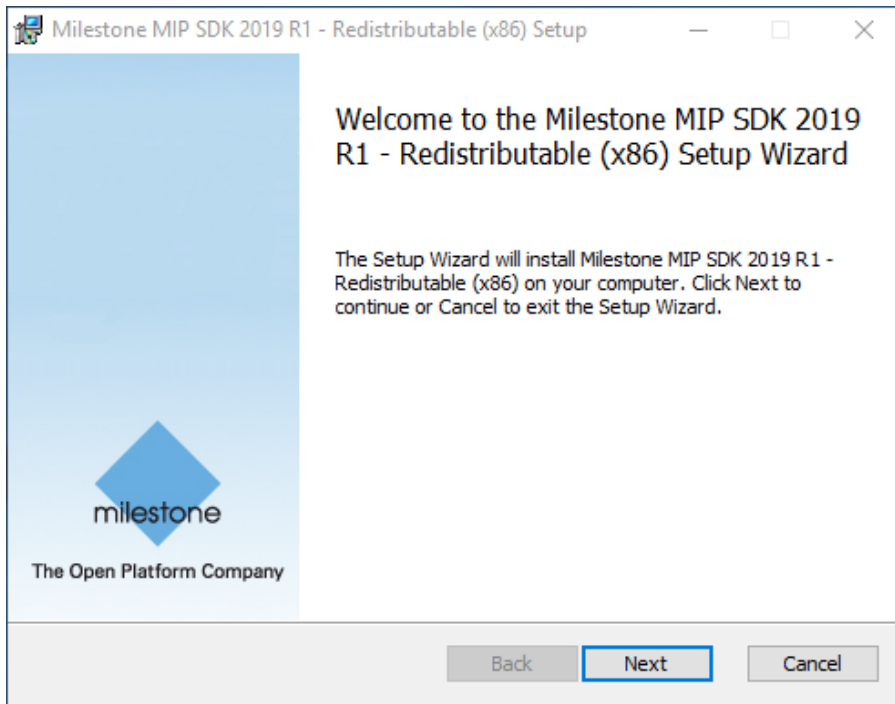 Milestone MIP SDK 2019 R1 - Redistributable (x86) Setup
Welcome to the Milestone MIP SDK 2019
R1 - Redistributable (x86) Setup Wizard
The Setup Wizard will install Milestone MIP SDK 2019 R1 -
Redistributable (x86) on your computer. Click Next to
continue or Cancel to exit the Setup Wizard.
milestone
The Open Platform Company
Back Next Cancel